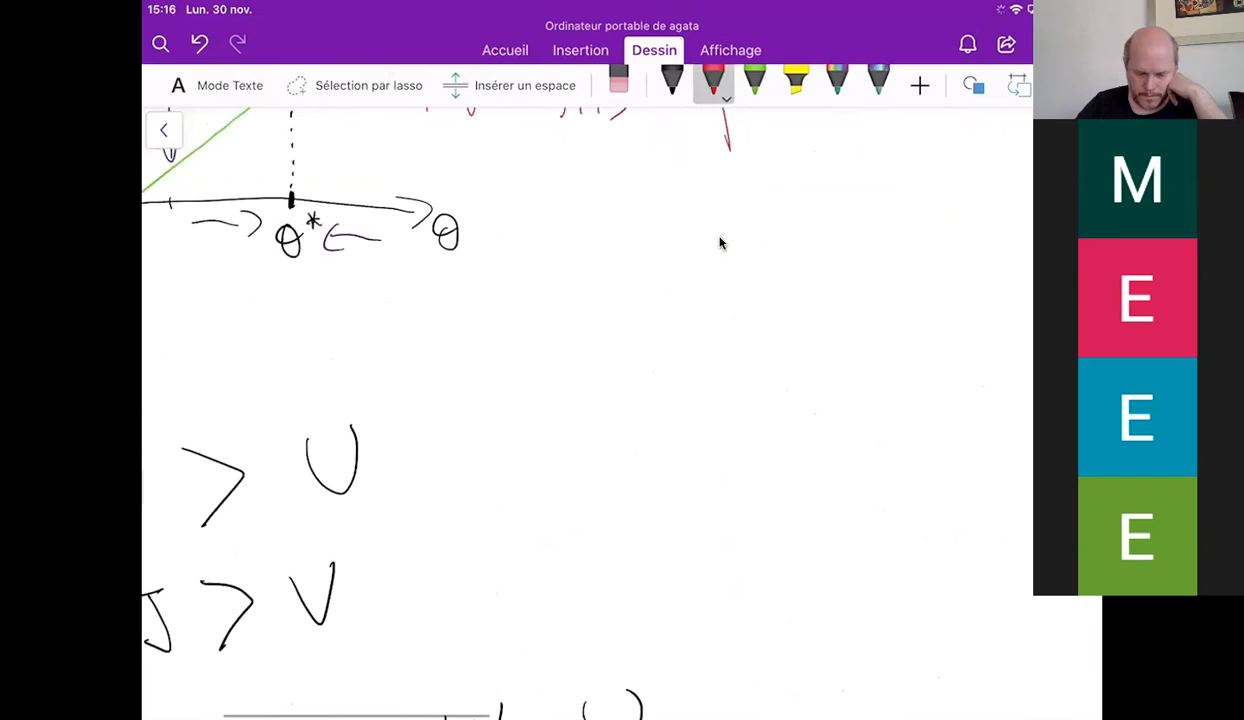 15:16 Lun. 30 nov.
Ordinateur portable de agata
Accueil Insertion Dessin Affichage
A Mode Texte Sélection par lasso Insérer un espace
θ* θ
> U
J > V
M
E
E
E